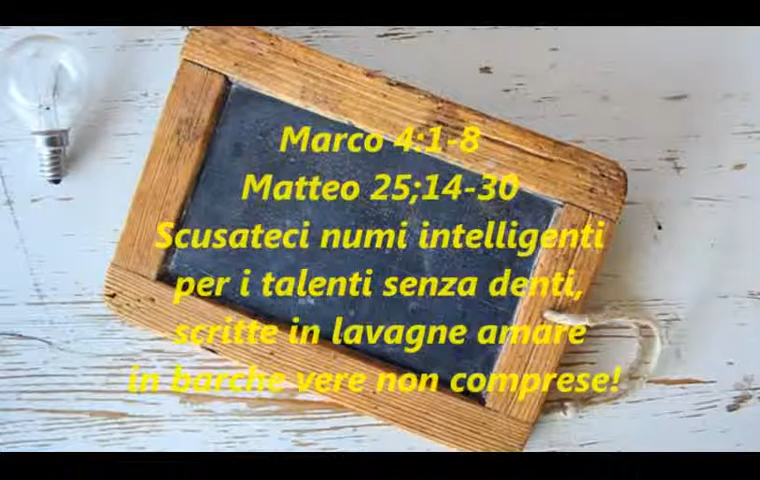 Marco 4:1-8
Matteo 25;14-30
Scusateci numi intelligenti
per i talenti senza denti,
scritte in lavagne amare
in barche vere non comprese!